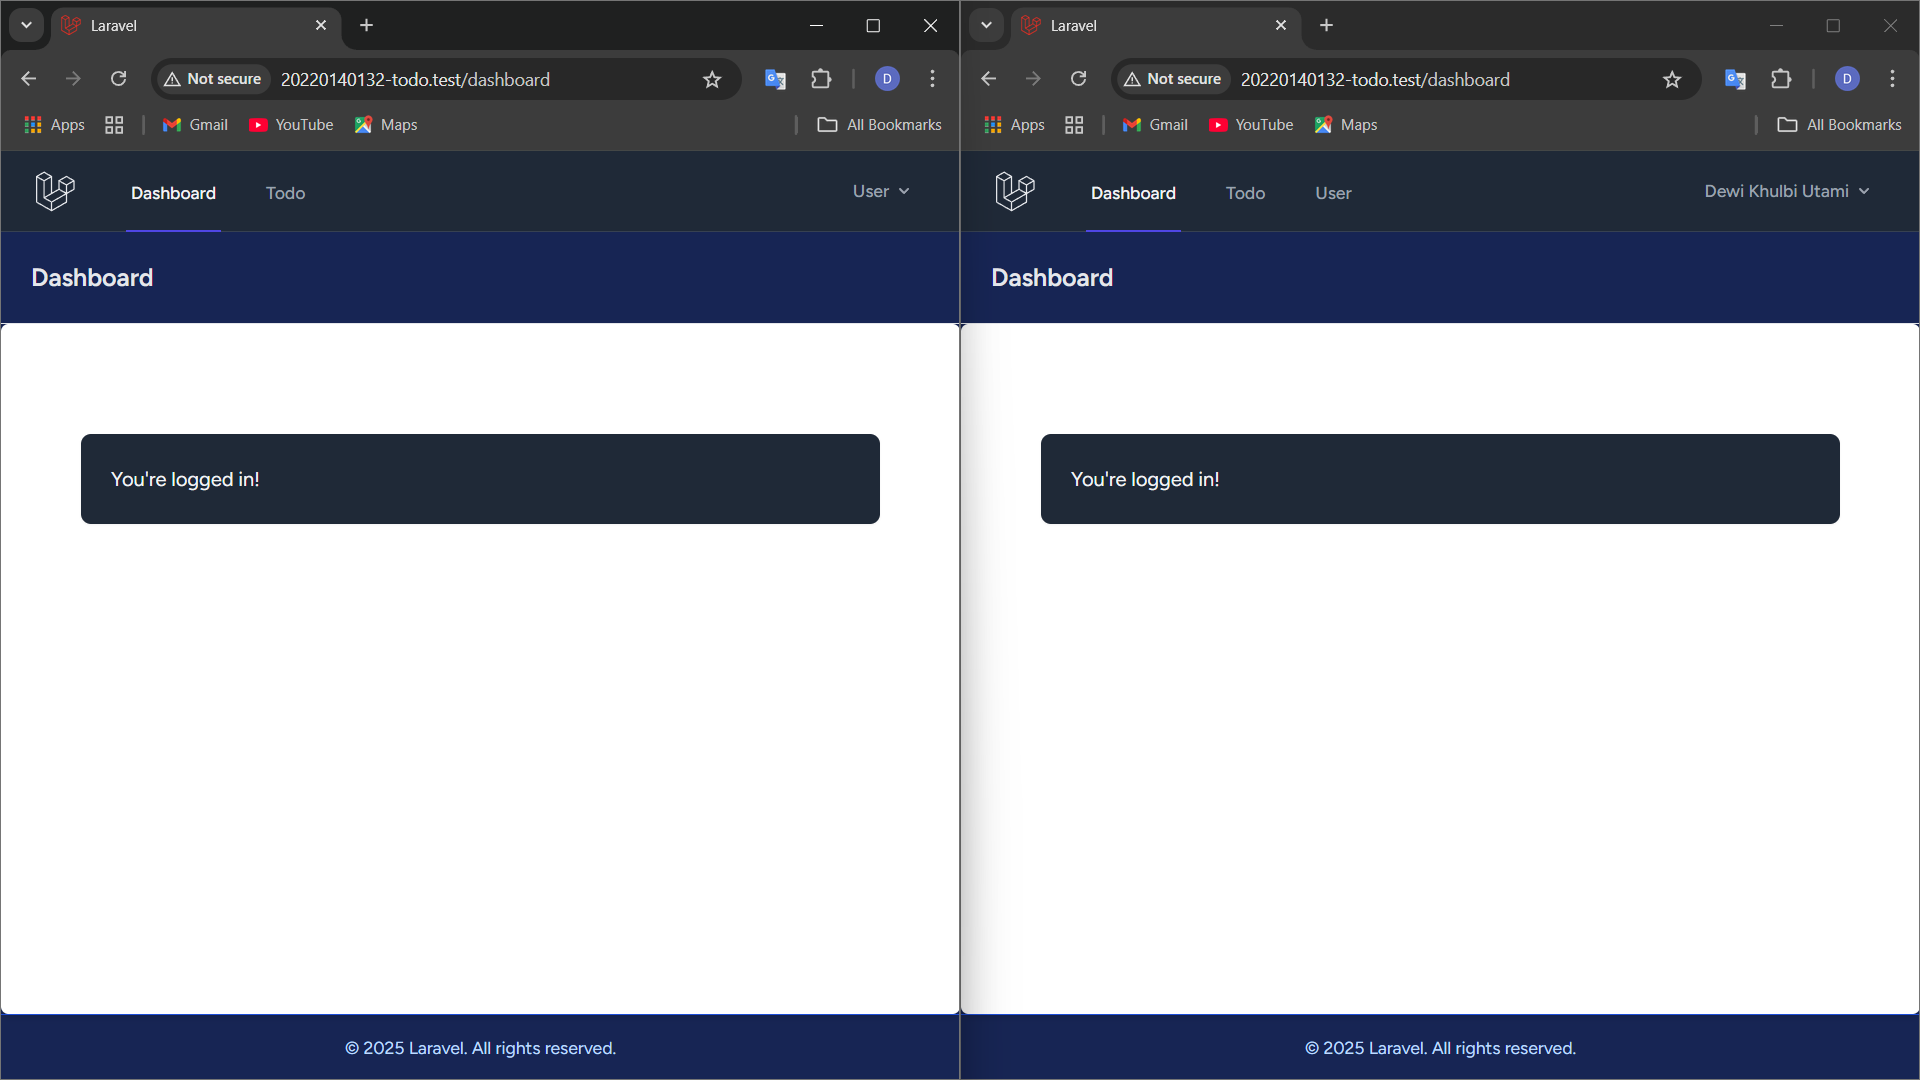 Laravel
Not secure 20220140132-todo.test/dashboard D
Apps Gmail YouTube Maps All Bookmarks
Dashboard Todo User
Dashboard
You're logged in!
© 2025 Laravel. All rights reserved.
Laravel
Not secure 20220140132-todo.test/dashboard D
Apps Gmail YouTube Maps All Bookmarks
Dashboard Todo User Dewi Khulbi Utami
Dashboard
You're logged in!
© 2025 Laravel. All rights reserved.